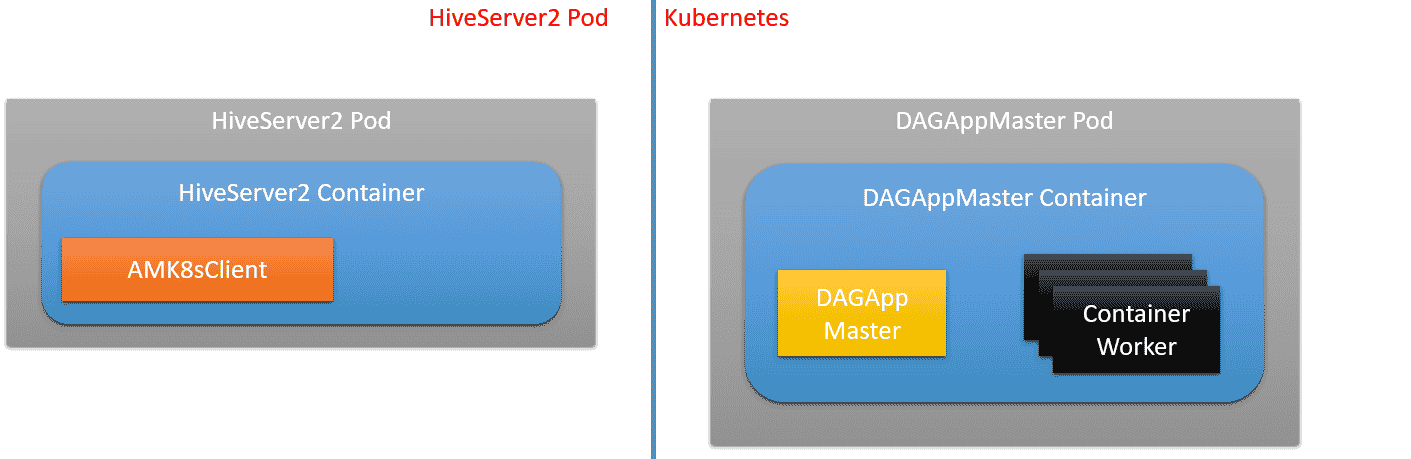 HiveServer2 Pod
Kubernetes
HiveServer2 Pod
HiveServer2 Container
AMK8sClient
DAGAppMaster Pod
DAGAppMaster Container
DAGApp
Master
Container
Worker